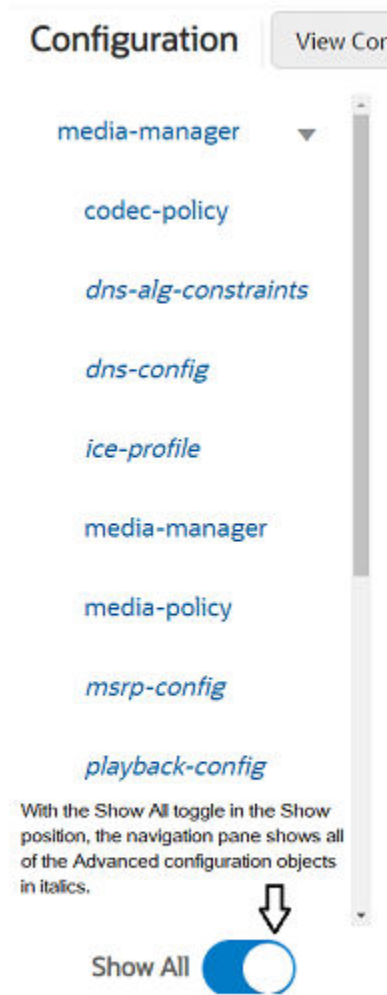 Configuration
View Con
media-manager
codec-policy
dns-alg-constraints
dns-config
ice-profile
media-manager
media-policy
msrp-config
playback-config
With the Show All toggle in the Show
position, the navigation pane shows all
of the Advanced configuration objects
in italics.
Show All